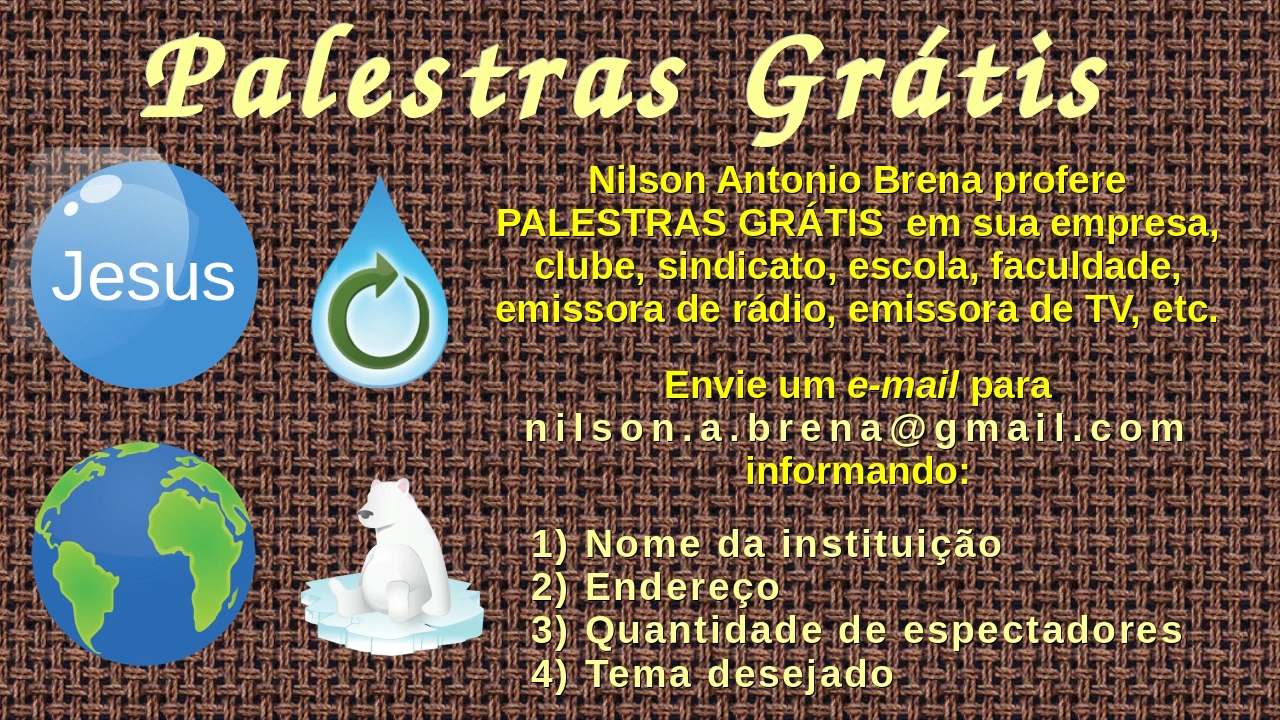 Palestras Grátis
Jesus
Nilson Antonio Brena profere
PALESTRAS GRÁTIS em sua empresa,
clube, sindicato, escola, faculdade,
emissora de rádio, emissora de TV, etc.
Envie um e-mail para
nilson.a.brena@gmail.com
informando:
1) Nome da instituição
2) Endereço
3) Quantidade de espectadores
4) Tema desejado